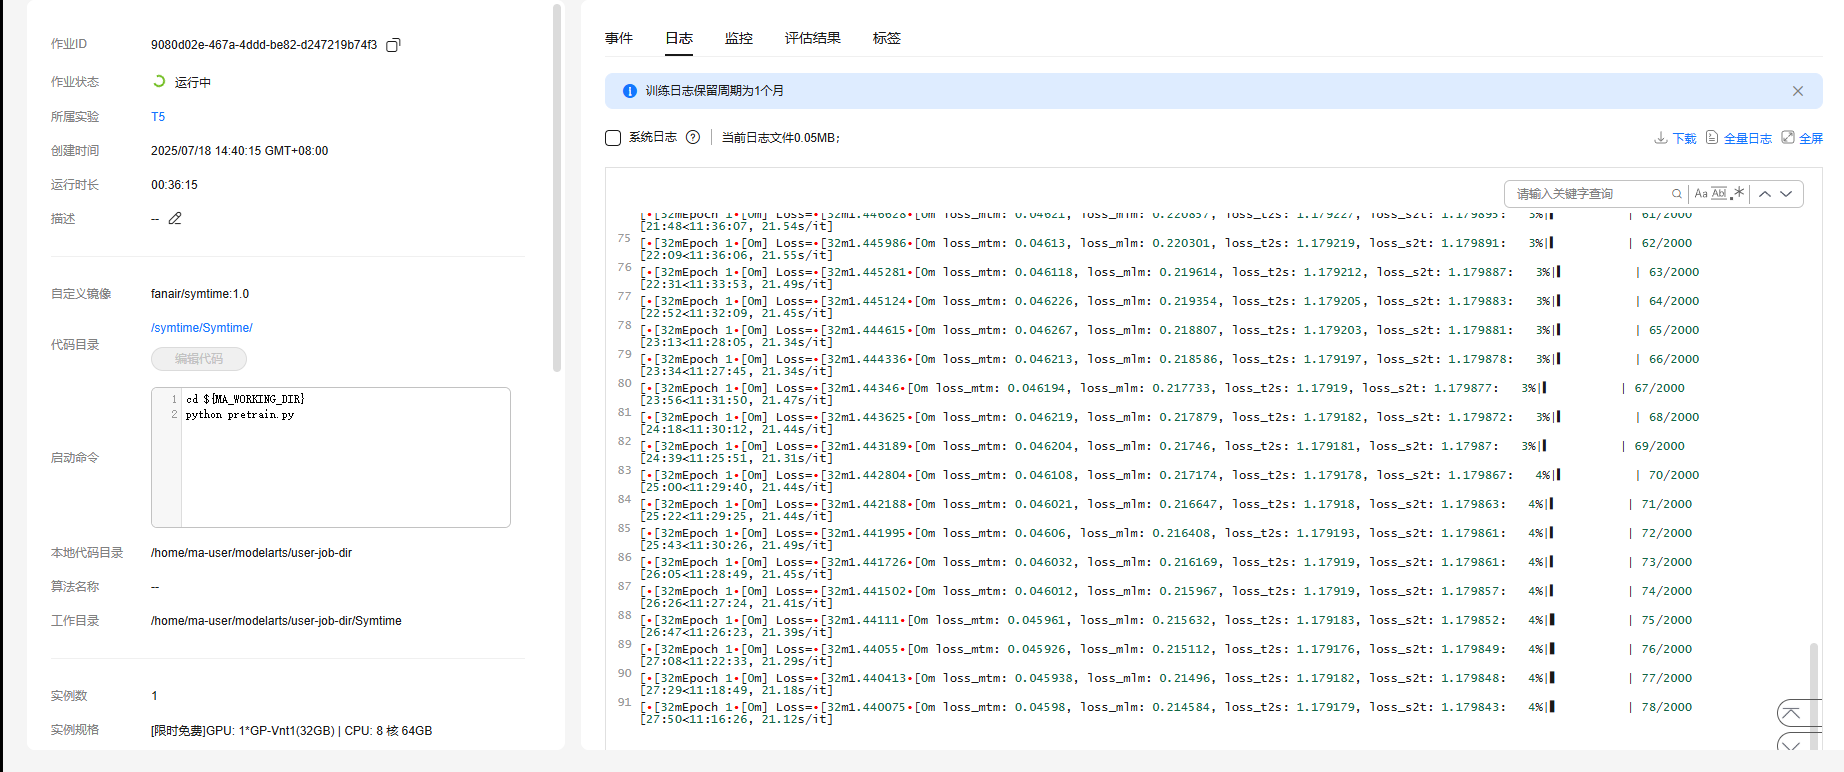 作业ID
9080d02e-467a-4ddd-be82-d247219b74f3
作业状态
运行中
所属实验
T5
创建时间
2025/07/18 14:40:15 GMT+08:00
运行时长
00:36:15
描述
--
自定义镜像
fanair/symtime:1.0
代码目录
/symtime/Symtime/
编辑代码
启动命令
1 cd ${MA_WORKING_DIR}
2 python pretrain.py
本地代码目录
/home/ma-user/modelarts/user-job-dir
算法名称
--
工作目录
/home/ma-user/modelarts/user-job-dir/Symtime
实例数
1
实例规格
[限时免费]GPU: 1*GP-Vnt1(32GB) | CPU: 8 核 64GB
事件 日志 监控 评估结果 标签
训练日志保留周期为1个月
系统日志 当前日志文件0.05MB;
下载 全量日志 全屏
请输入关键字查询 Aa Abl .*
[•[32mEpoch 1•[0m] Loss=•[32m1.446628•[0m loss_mtm: 0.04621, loss_mlm: 0.220857, loss_t2s: 1.179227, loss_s2t: 1.179895: 3%|▌ | 61/2000
[21:48<11:36:07, 21.54s/it]
75 [•[32mEpoch 1•[0m] Loss=•[32m1.445986•[0m loss_mtm: 0.04613, loss_mlm: 0.220301, loss_t2s: 1.179219, loss_s2t: 1.179891: 3%|▌ | 62/2000
[22:09<11:36:06, 21.55s/it]
76 [•[32mEpoch 1•[0m] Loss=•[32m1.445281•[0m loss_mtm: 0.046118, loss_mlm: 0.219614, loss_t2s: 1.179212, loss_s2t: 1.179887: 3%|▌ | 63/2000
[22:31<11:33:53, 21.49s/it]
77 [•[32mEpoch 1•[0m] Loss=•[32m1.445124•[0m loss_mtm: 0.046226, loss_mlm: 0.219354, loss_t2s: 1.179205, loss_s2t: 1.179883: 3%|▌ | 64/2000
[22:52<11:32:09, 21.45s/it]
78 [•[32mEpoch 1•[0m] Loss=•[32m1.444615•[0m loss_mtm: 0.046267, loss_mlm: 0.218807, loss_t2s: 1.179203, loss_s2t: 1.179881: 3%|▌ | 65/2000
[23:13<11:28:05, 21.34s/it]
79 [•[32mEpoch 1•[0m] Loss=•[32m1.444336•[0m loss_mtm: 0.046213, loss_mlm: 0.218586, loss_t2s: 1.179197, loss_s2t: 1.179878: 3%|▌ | 66/2000
[23:34<11:27:45, 21.34s/it]
80 [•[32mEpoch 1•[0m] Loss=•[32m1.44346•[0m loss_mtm: 0.046194, loss_mlm: 0.217733, loss_t2s: 1.17919, loss_s2t: 1.179877: 3%|▌ | 67/2000
[23:56<11:31:50, 21.47s/it]
81 [•[32mEpoch 1•[0m] Loss=•[32m1.443625•[0m loss_mtm: 0.046219, loss_mlm: 0.217879, loss_t2s: 1.179182, loss_s2t: 1.179872: 3%|▌ | 68/2000
[24:18<11:30:12, 21.44s/it]
82 [•[32mEpoch 1•[0m] Loss=•[32m1.443189•[0m loss_mtm: 0.046204, loss_mlm: 0.21746, loss_t2s: 1.179181, loss_s2t: 1.17987: 3%|▌ | 69/2000
[24:39<11:25:51, 21.31s/it]
83 [•[32mEpoch 1•[0m] Loss=•[32m1.442804•[0m loss_mtm: 0.046108, loss_mlm: 0.217174, loss_t2s: 1.179178, loss_s2t: 1.179867: 4%|▌ | 70/2000
[25:00<11:29:40, 21.44s/it]
84 [•[32mEpoch 1•[0m] Loss=•[32m1.442188•[0m loss_mtm: 0.046021, loss_mlm: 0.216647, loss_t2s: 1.17918, loss_s2t: 1.179863: 4%|▌ | 71/2000
[25:22<11:29:25, 21.44s/it]
85 [•[32mEpoch 1•[0m] Loss=•[32m1.441995•[0m loss_mtm: 0.04606, loss_mlm: 0.216408, loss_t2s: 1.179193, loss_s2t: 1.179861: 4%|▌ | 72/2000
[25:43<11:30:26, 21.49s/it]
86 [•[32mEpoch 1•[0m] Loss=•[32m1.441726•[0m loss_mtm: 0.046032, loss_mlm: 0.216169, loss_t2s: 1.17919, loss_s2t: 1.179861: 4%|▌ | 73/2000
[26:05<11:28:49, 21.45s/it]
87 [•[32mEpoch 1•[0m] Loss=•[32m1.441502•[0m loss_mtm: 0.046012, loss_mlm: 0.215967, loss_t2s: 1.17919, loss_s2t: 1.179857: 4%|▌ | 74/2000
[26:26<11:27:24, 21.41s/it]
88 [•[32mEpoch 1•[0m] Loss=•[32m1.44111•[0m loss_mtm: 0.045961, loss_mlm: 0.215632, loss_t2s: 1.179183, loss_s2t: 1.179852: 4%|▌ | 75/2000
[26:47<11:26:23, 21.39s/it]
89 [•[32mEpoch 1•[0m] Loss=•[32m1.44055•[0m loss_mtm: 0.045926, loss_mlm: 0.215112, loss_t2s: 1.179176, loss_s2t: 1.179849: 4%|▌ | 76/2000
[27:08<11:22:33, 21.29s/it]
90 [•[32mEpoch 1•[0m] Loss=•[32m1.440413•[0m loss_mtm: 0.045938, loss_mlm: 0.21496, loss_t2s: 1.179182, loss_s2t: 1.179848: 4%|▌ | 77/2000
[27:29<11:18:49, 21.18s/it]
91 [•[32mEpoch 1•[0m] Loss=•[32m1.440075•[0m loss_mtm: 0.04598, loss_mlm: 0.214584, loss_t2s: 1.179179, loss_s2t: 1.179843: 4%|▌ | 78/2000
[27:50<11:16:26, 21.12s/it]